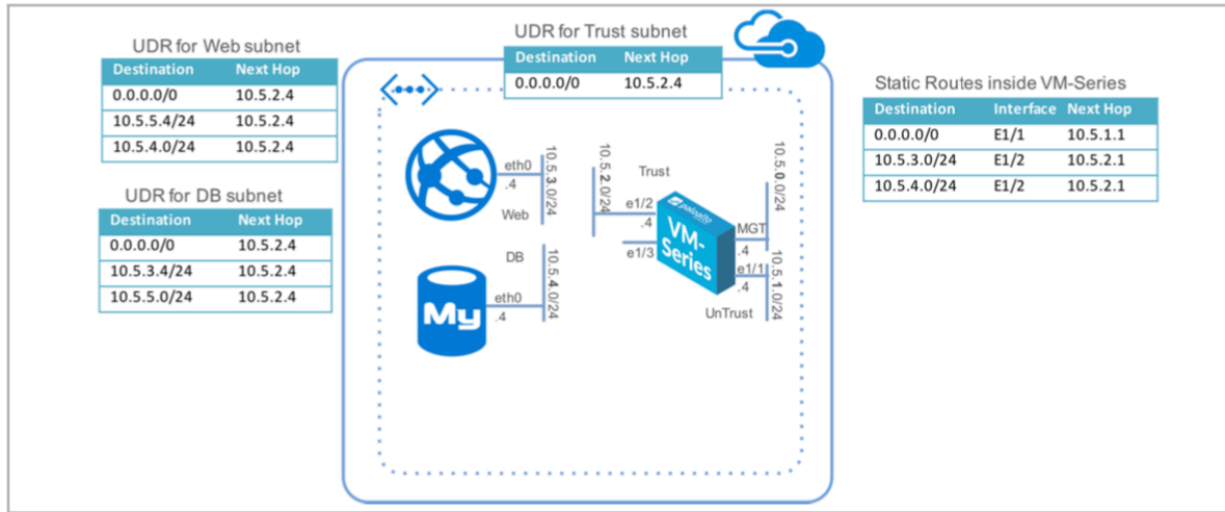 UDR for Web subnet
Destination Next Hop
0.0.0.0/0 10.5.2.4
10.5.5.4/24 10.5.2.4
10.5.4.0/24 10.5.2.4
UDR for DB subnet
Destination Next Hop
0.0.0.0/0 10.5.2.4
10.5.3.4/24 10.5.2.4
10.5.5.0/24 10.5.2.4
UDR for Trust subnet
Destination Next Hop
0.0.0.0/0 10.5.2.4
eth0
.4
Web
10.5.3.0/24
10.5.2.0/24
Trust
e1/2
.4
e1/3
paloalto
VM-
Series
MGT
.4
10.5.0.0/24
e1/1
.4
10.5.1.0/24
UnTrust
DB
My
eth0
.4
10.5.4.0/24
Static Routes inside VM-Series
Destination Interface Next Hop
0.0.0.0/0 E1/1 10.5.1.1
10.5.3.0/24 E1/2 10.5.2.1
10.5.4.0/24 E1/2 10.5.2.1